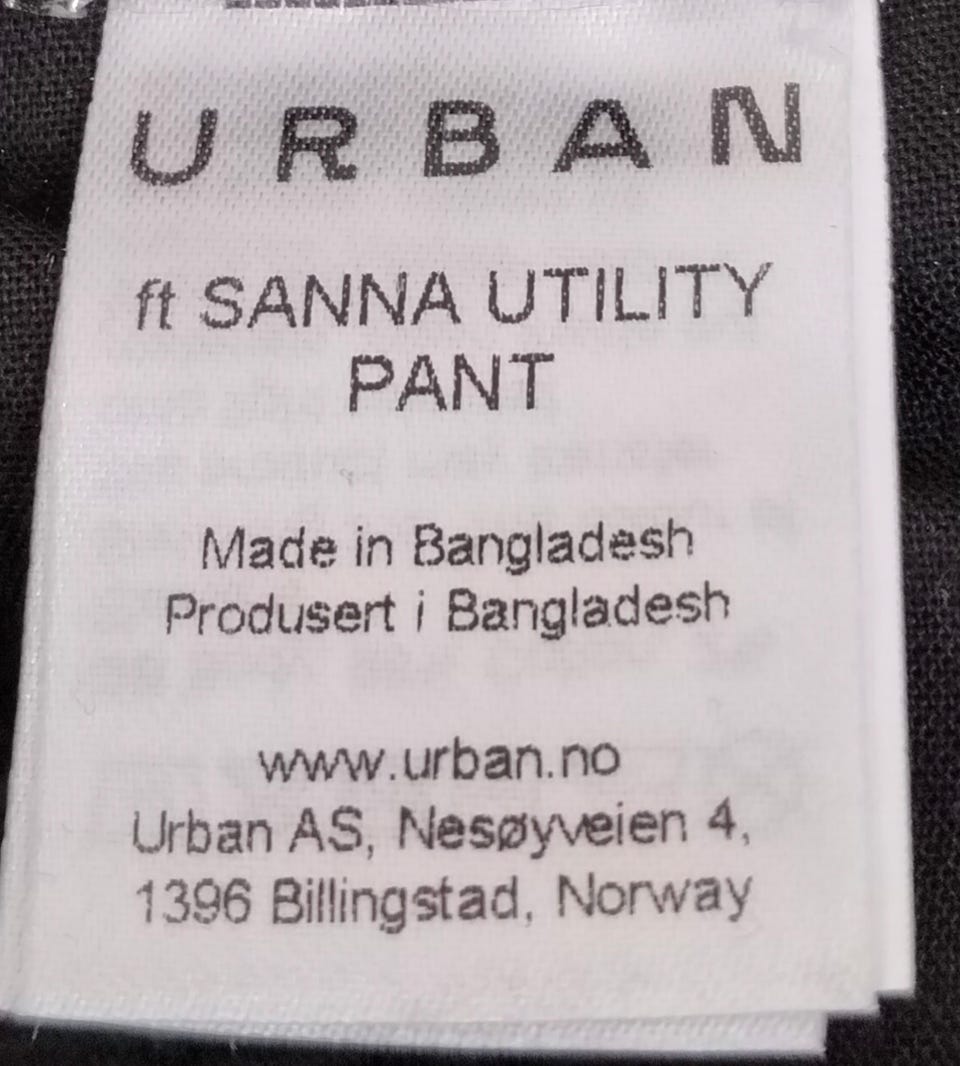 URBAN
ft SANNA UTILITY
PANT
Made in Bangladesh
Produsert i Bangladesh
www.urban.no
Urban AS, Nesøyveien 4,
1396 Billingstad, Norway